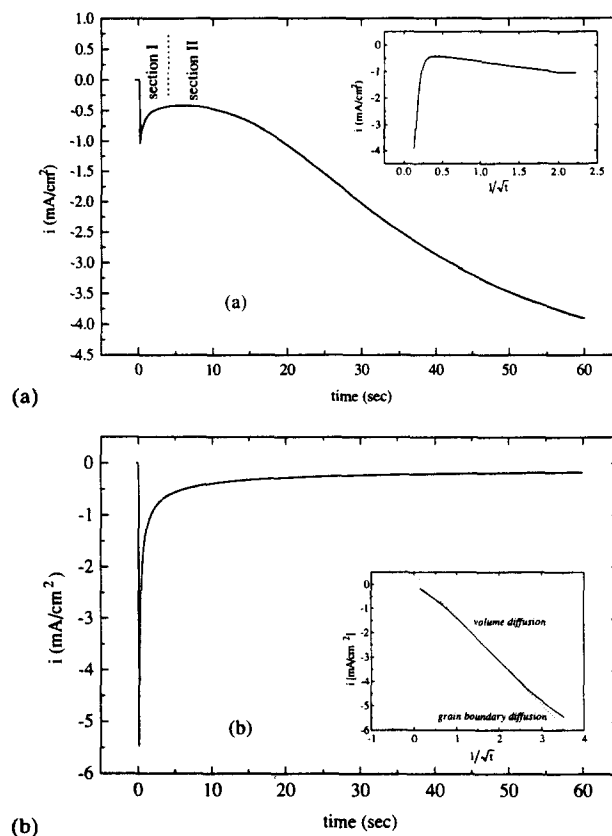 1.0
0.5
0.0
-0.5
-1.0
-1.5
-2.0
-2.5
-3.0
-3.5
-4.0
-4.5
i (mA/cm²)
section I
section II
0
-1
-2
-3
-4
i (mA/cm²)
0.0 0.5 1.0 1.5 2.0 2.5
1/√t
(a)
0 10 20 30 40 50 60
time (sec)
(a)
0
-1
-2
-3
-4
-5
-6
i (mA/cm²)
0
-1
-2
-3
-4
-5
-6
i [mA/cm²]
volume diffusion
grain boundary diffusion
-1 0 1 2 3 4
1/√t
(b)
0 10 20 30 40 50 60
time (sec)
(b)